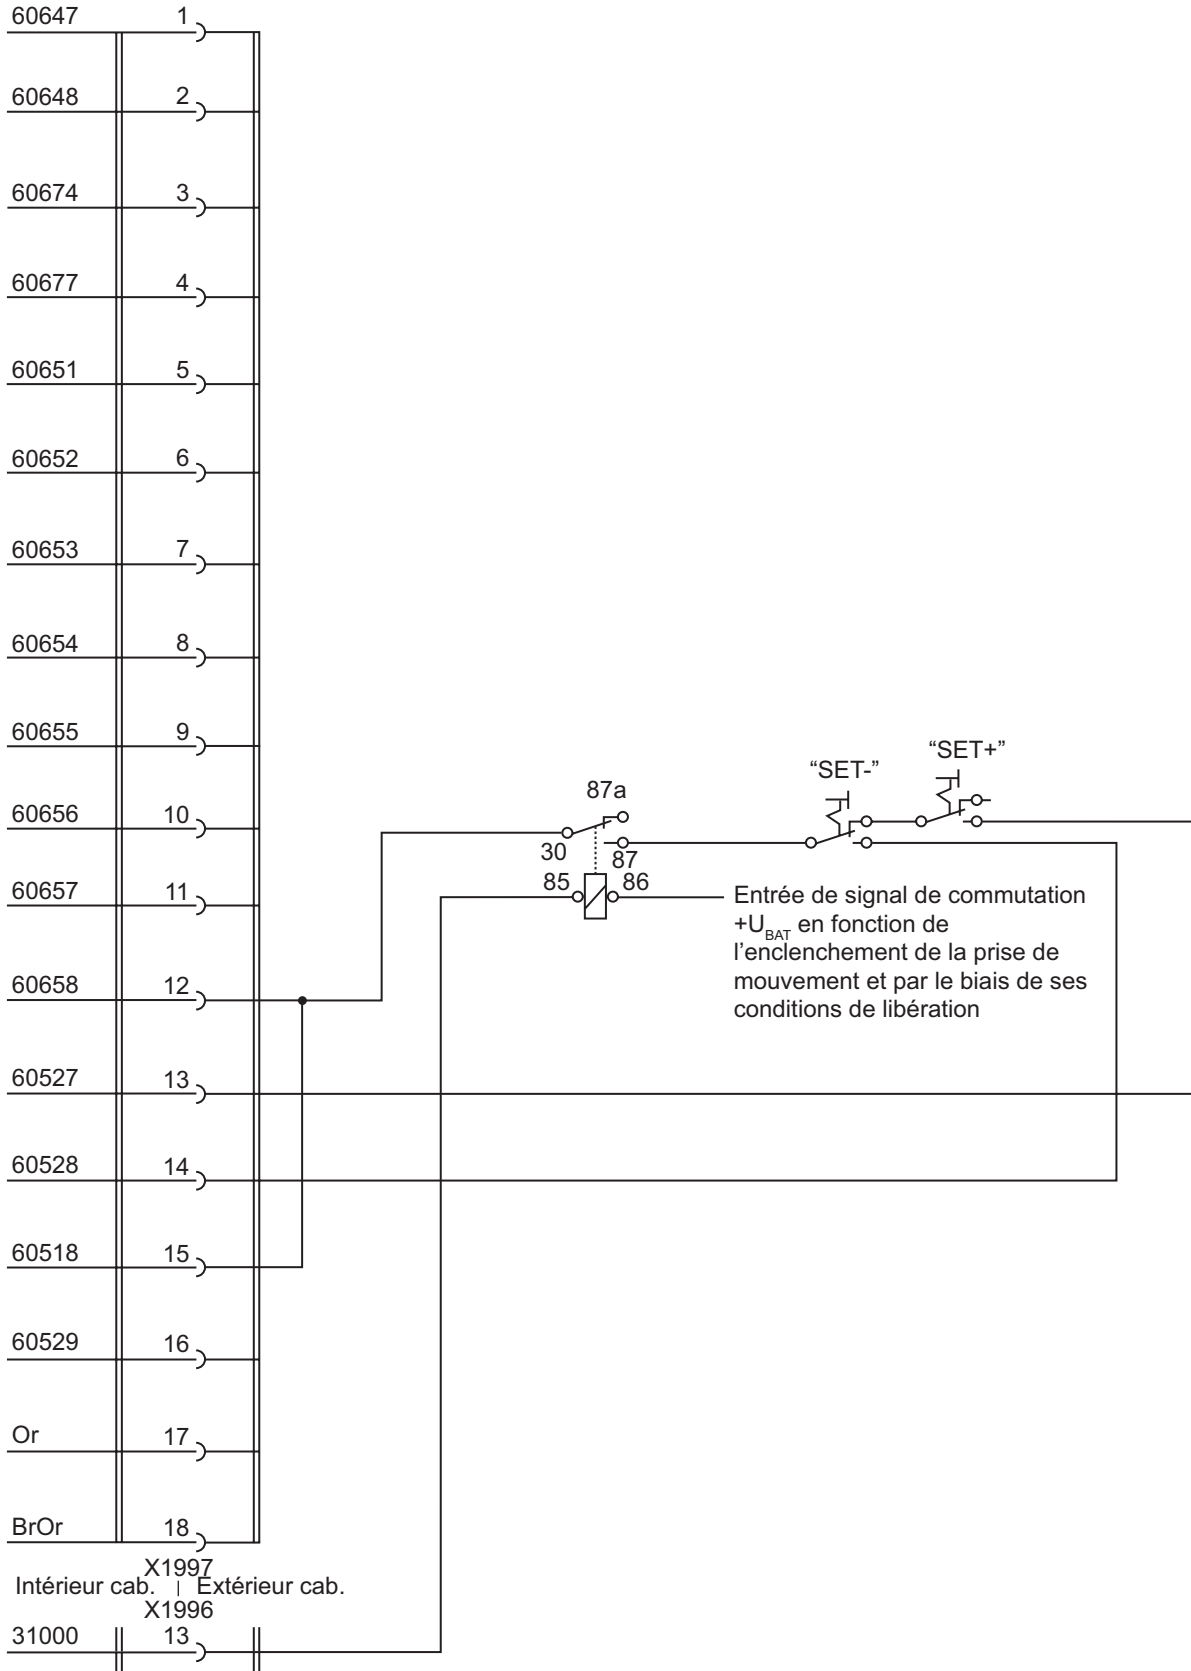 60647 1
60648 2
60674 3
60677 4
60651 5
60652 6
60653 7
60654 8
60655 9
“SET-” “SET+”
60656 10
87a
30 87
60657 11
85 86
Entrée de signal de commutation
+UBAT en fonction de
l’enclenchement de la prise de
mouvement et par le biais de ses
conditions de libération
60658 12
60527 13
60528 14
60518 15
60529 16
Or 17
BrOr 18
X1997
Intérieur cab. | Extérieur cab.
X1996
31000 13